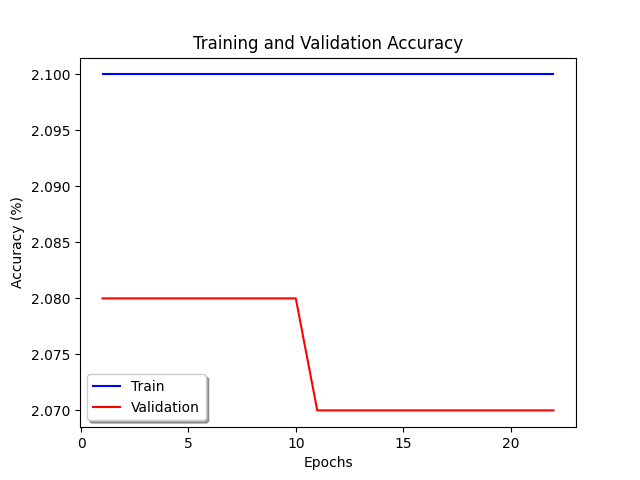 Training and Validation Accuracy
Accuracy (%)
2.100
2.095
2.090
2.085
2.080
2.075
2.070
Train
Validation
0 5 10 15 20
Epochs